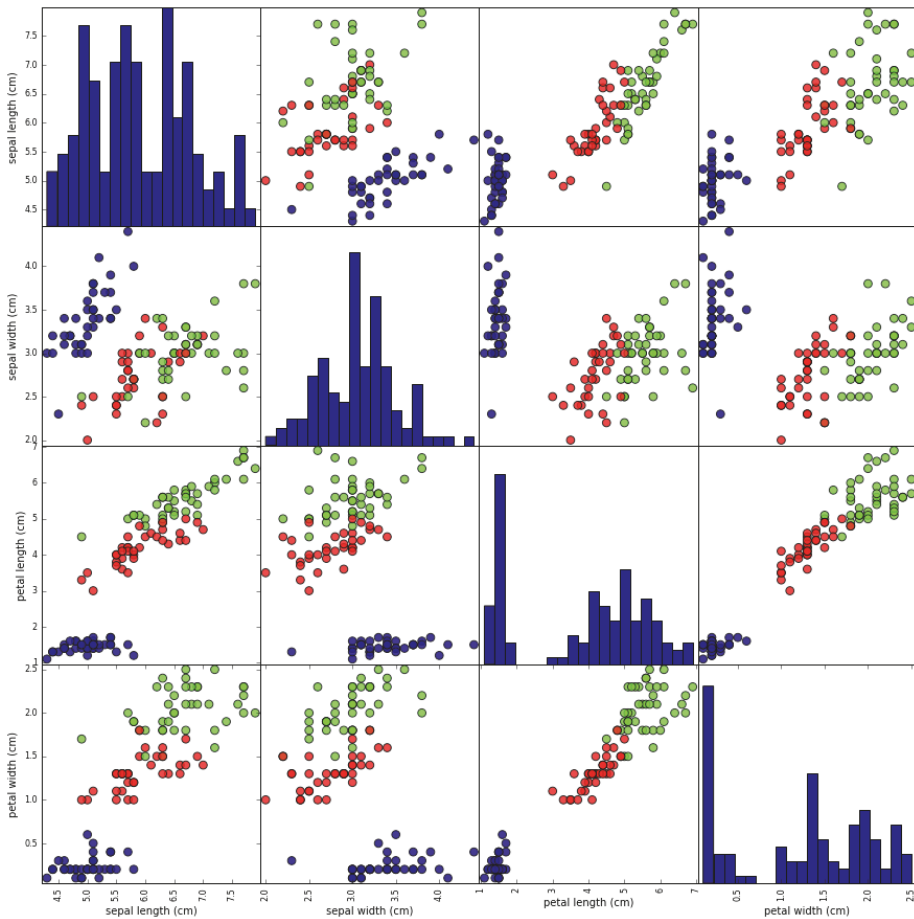 7.5
7.0
6.5
6.0
5.5
5.0
4.5
sepal length (cm)
4.0
3.5
3.0
2.5
2.0
sepal width (cm)
7
6
5
4
3
2
1
petal length (cm)
2.5
2.0
1.5
1.0
0.5
petal width (cm)
4.5 5.0 5.5 6.0 6.5 7.0 7.5
sepal length (cm)
2.0 2.5 3.0 3.5 4.0
sepal width (cm)
1 2 3 4 5 6 7
petal length (cm)
0.5 1.0 1.5 2.0 2.5
petal width (cm)